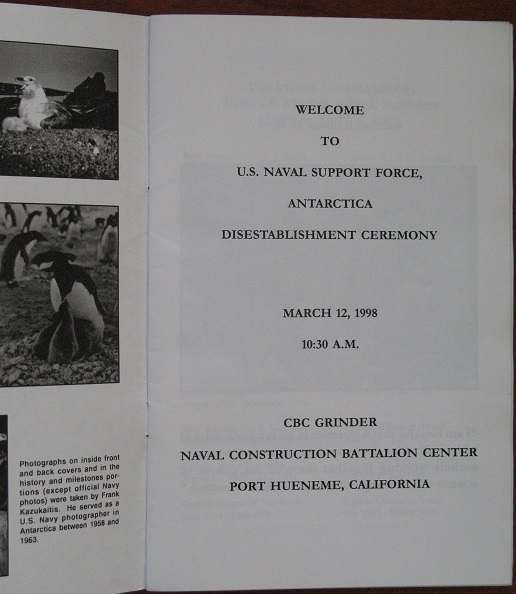 WELCOME
TO
U.S. NAVAL SUPPORT FORCE,
ANTARCTICA
DISESTABLISHMENT CEREMONY
MARCH 12, 1998
10:30 A.M.
CBC GRINDER
NAVAL CONSTRUCTION BATTALION CENTER
PORT HUENEME, CALIFORNIA
Photographs on inside front
and back covers and in the
history and milestones por-
tions (except official Navy
photos) were taken by Frank
Kazukaitis. He served as a
U.S. Navy photographer in
Antarctica between 1958 and
1963.